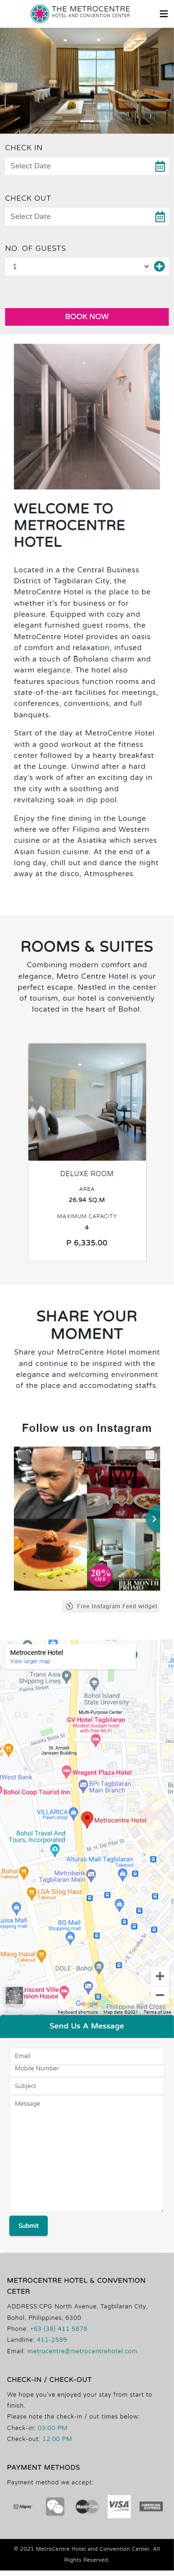 THE METROCENTRE
HOTEL AND CONVENTION CENTER
CHECK IN
Select Date
CHECK OUT
Select Date
NO. OF GUESTS
1
BOOK NOW
WELCOME TO
METROCENTRE
HOTEL
Located in a the Central Business
District of Tagbilaran City, the
MetroCentre Hotel is the place to be
whether it's for business or for
pleasure. Equipped with cozy and
elegant furnished guest rooms, the
MetroCentre Hotel provides an oasis
of comfort and relaxation, infused
with a touch of Boholano charm and
warm elegance. The hotel also
features spacious function rooms and
state-of-the-art facilities for meetings,
conferences, conventions, and full
banquets.
Start of the day at MetroCentre Hotel
with a good workout at the fitness
center followed by a hearty breakfast
at the Lounge. Unwind after a hard
day's work of after an exciting day in
the city with a soothing and
revitalizing soak in dip pool.
Enjoy the fine dining in the Lounge
where we offer Filipino and Western
cuisine or at the Asiatika which serves
Asian fusion cuisine. At the end of a
long day, chill out and dance the night
away at the disco, Atmospheres.
ROOMS & SUITES
Combining modern comfort and
elegance, Metro Centre Hotel is your
perfect escape. Nestled in the center
of tourism, our hotel is conveniently
located in the heart of Bohol.
DELUXE ROOM
AREA
26.94 SQ.M
MAXIMUM CAPACITY
4
₱ 6,335.00
SHARE YOUR
MOMENT
Share your MetroCentre Hotel moment
and continue to be inspired with the
elegance and welcoming environment
of the place and accomodating staffs.
Follow us on Instagram
20%
OFF
BER MONTH
PROMO
Free Instagram Feed widget
Metrocentre Hotel
View larger map
Trans Asia
Shipping Lines
Bohol Island
State University
Multi-Purpose Center
GV Hotel Tagbilaran
Modest budget hotel
with free Wi-Fi
St. Arnold
Janssen Building
Wregent Plaza Hotel
Bohol Coop Tourist Inn
BPI Tagbilaran
Main Branch
VILLARICA
Pawn shop
Metrocentre Hotel
Bohol Travel And
Tours, Incorporated
M. H. Del Pilar St
Alturas Mall Tagbilaran
Takeout
Metrobank
Tagbilaran Main
LGA Silog Hauz
Takeout
BQ Mall
Shopping mall
Mang Inasal
Takeout
DOLE - Bohol
Google
Philippine Red Cross
Keyboard shortcuts
Map data ©2021
Terms of Use
Send Us A Message
Email
Mobile Number
Subject
Message
Submit
METROCENTRE HOTEL & CONVENTION
CETER
ADDRESS:CPG North Avenue, Tagbilaran City,
Bohol, Philippines, 6300
Phone: +63 (38) 411 5878
Landline: 411-2599
Email: metrocentre@metrocentrehotel.com
CHECK-IN / CHECK-OUT
We hope you've enjoyed your stay from start to
finish.
Please note the check-in / out times below:
Check-in: 03:00 PM
Check-out: 12:00 PM
PAYMENT METHODS
Payment method we accept:
MasterCard
VISA
AMERICAN EXPRESS
© 2021 MetroCentre Hotel and Convention Center. All
Rights Reserved.